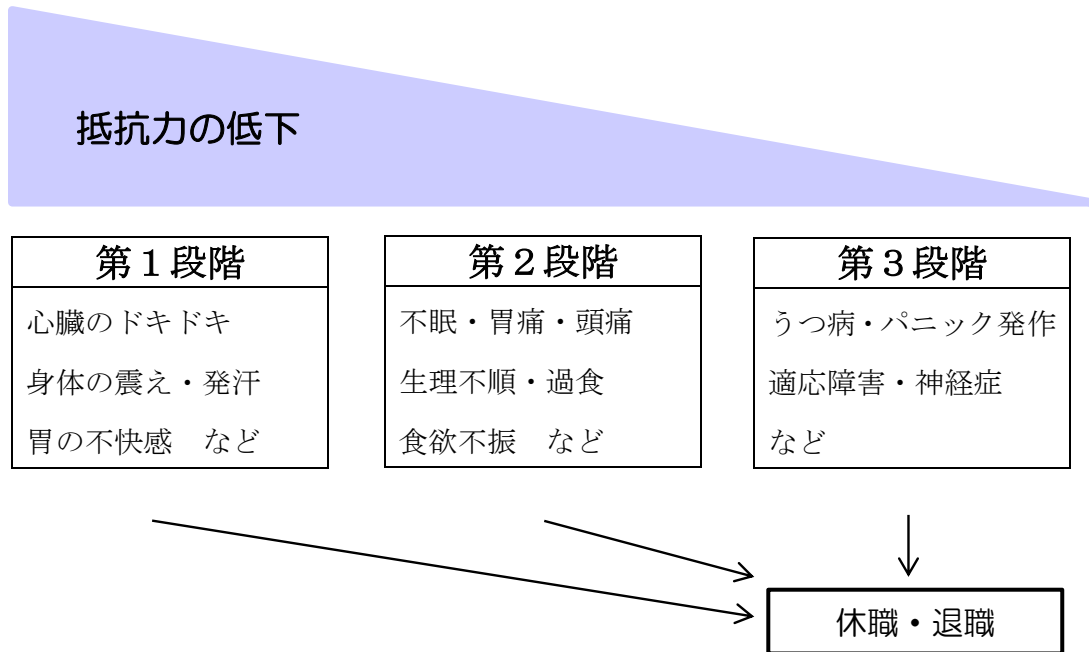 抵抗力の低下
第１段階
心臓のドキドキ
身体の震え・発汗
胃の不快感　など
第２段階
不眠・胃痛・頭痛
生理不順・過食
食欲不振　など
第３段階
うつ病・パニック発作
適応障害・神経症
など
休職・退職